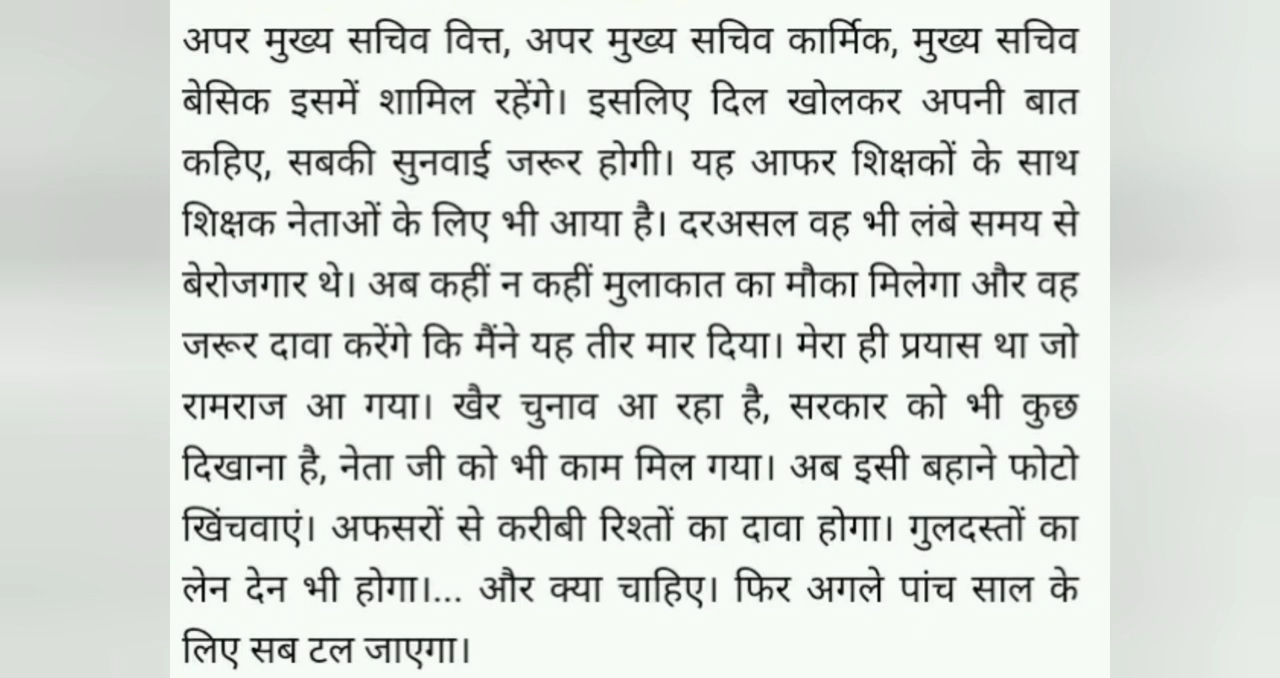 अपर मुख्य सचिव वित्त, अपर मुख्य सचिव कार्मिक, मुख्य सचिव
बेसिक इसमें शामिल रहेंगे। इसलिए दिल खोलकर अपनी बात
कहिए, सबकी सुनवाई जरूर होगी। यह आफर शिक्षकों के साथ
शिक्षक नेताओं के लिए भी आया है। दरअसल वह भी लंबे समय से
बेरोजगार थे। अब कहीं न कहीं मुलाकात का मौका मिलेगा और वह
जरूर दावा करेंगे कि मैंने यह तीर मार दिया। मेरा ही प्रयास था जो
रामराज आ गया। खैर चुनाव आ रहा है, सरकार को भी कुछ
दिखाना है, नेता जी को भी काम मिल गया। अब इसी बहाने फोटो
खिंचवाएं। अफसरों से करीबी रिश्तों का दावा होगा। गुलदस्तों का
लेन देन भी होगा।... और क्या चाहिए। फिर अगले पांच साल के
लिए सब टल जाएगा।